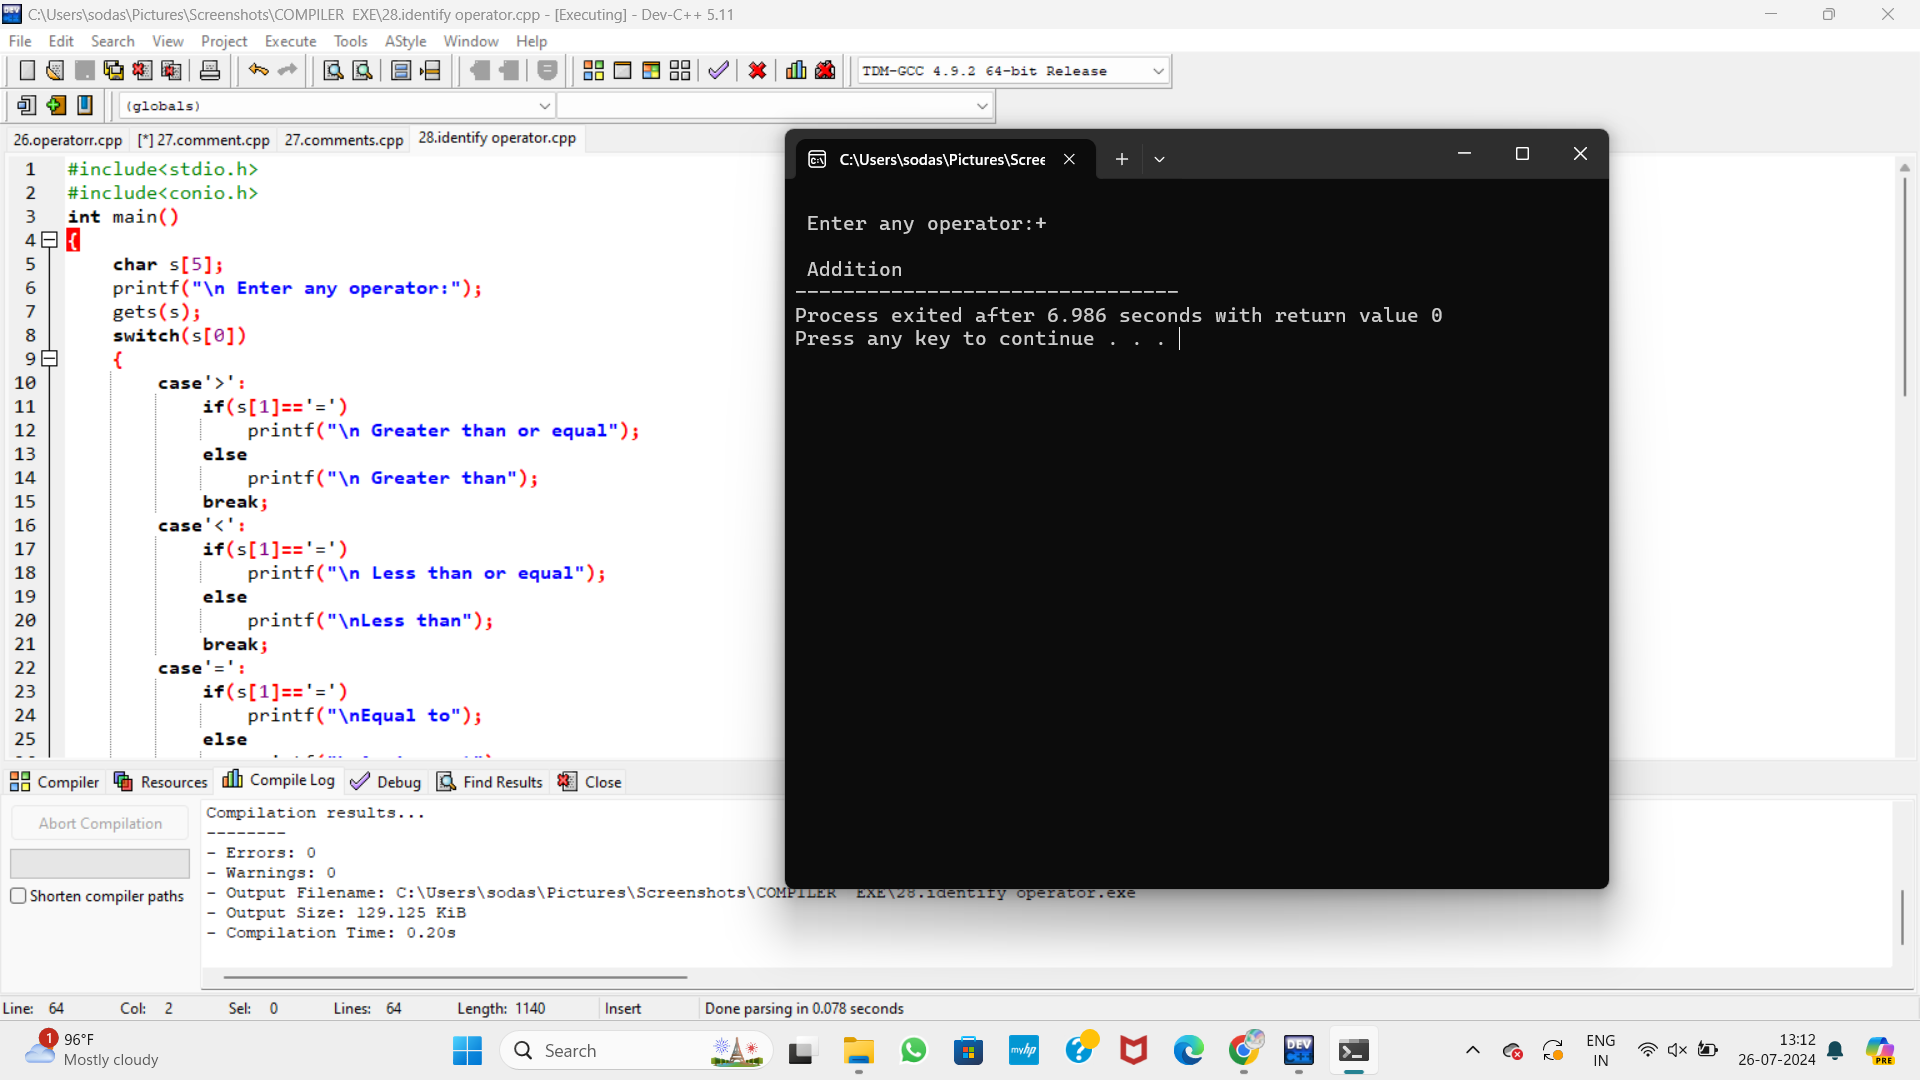 C:\Users\sodas\Pictures\Screenshots\COMPILER EXE\28.identify operator.cpp - [Executing] - Dev-C++ 5.11
File Edit Search View Project Execute Tools AStyle Window Help
TDM-GCC 4.9.2 64-bit Release
(globals)
26.operatorr.cpp [*] 27.comment.cpp 27.comments.cpp 28.identify operator.cpp
1 #include<stdio.h>
2 #include<conio.h>
3 int main()
4 {
5 char s[5];
6 printf("\n Enter any operator:");
7 gets(s);
8 switch(s[0])
9 {
10 case'>':
11 if(s[1]=='=')
12 printf("\n Greater than or equal");
13 else
14 printf("\n Greater than");
15 break;
16 case'<':
17 if(s[1]=='=')
18 printf("\n Less than or equal");
19 else
20 printf("\nLess than");
21 break;
22 case'=':
23 if(s[1]=='=')
24 printf("\nEqual to");
25 else
C:\Users\sodas\Pictures\Scree
Enter any operator:+
Addition
--------------------------------
Process exited after 6.986 seconds with return value 0
Press any key to continue . . .
Compiler Resources Compile Log Debug Find Results Close
Abort Compilation
Shorten compiler paths
Compilation results...
--------
- Errors: 0
- Warnings: 0
- Output Filename: C:\Users\sodas\Pictures\Screenshots\COMPILER EXE\28.identify operator.exe
- Output Size: 129.125 KiB
- Compilation Time: 0.20s
Line: 64 Col: 2 Sel: 0 Lines: 64 Length: 1140 Insert Done parsing in 0.078 seconds
1
96°F
Mostly cloudy
Search
myhp
DEV
C++
ENG
IN
13:12
26-07-2024
PRE